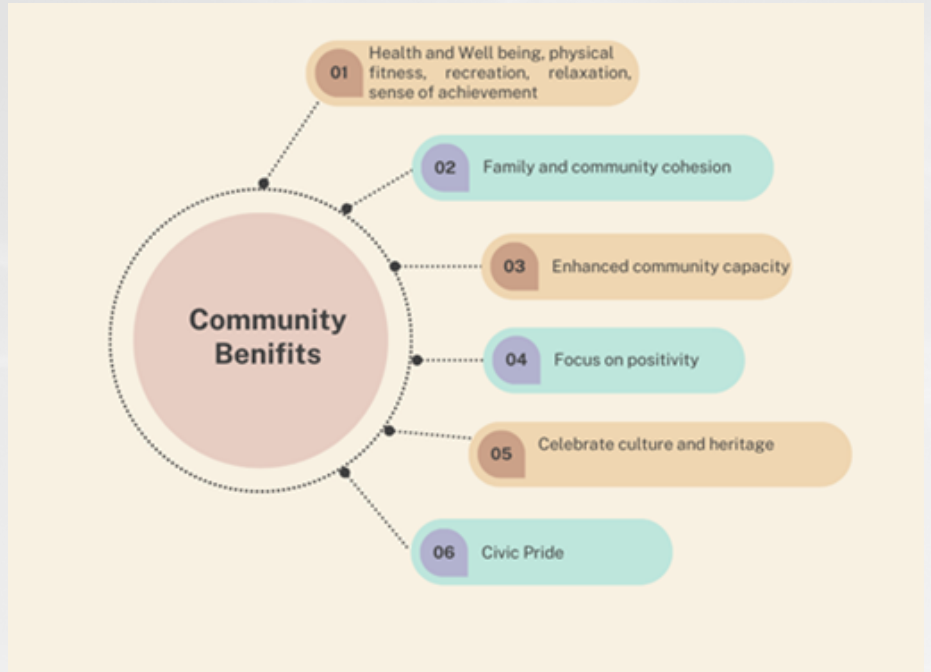 01
Health and Well being, physical
fitness, recreation, relaxation,
sense of achievement
02
Family and community cohesion
03
Enhanced community capacity
Community
Benifits
04
Focus on positivity
05
Celebrate culture and heritage
06
Civic Pride